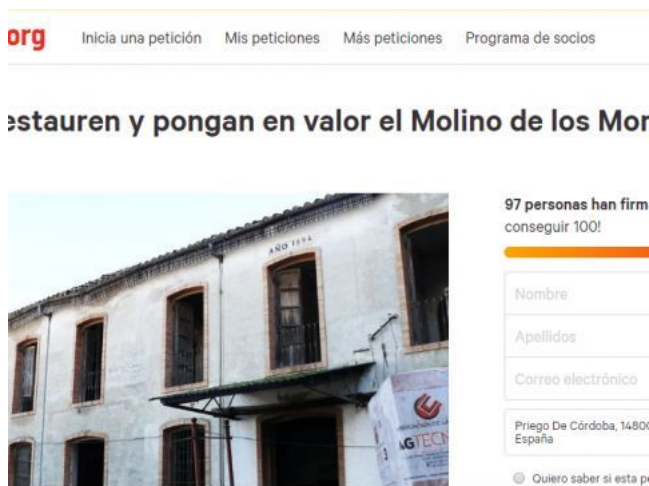 org Inicia una petición Mis peticiones Más peticiones Programa de socios
estauren y pongan en valor el Molino de los Mor
97 personas han firm
conseguir 100!
AÑO 1894
Nombre
Apellidos
Correo electrónico
Priego De Córdoba, 1480
España
AGTECN
Quiero saber si esta pe